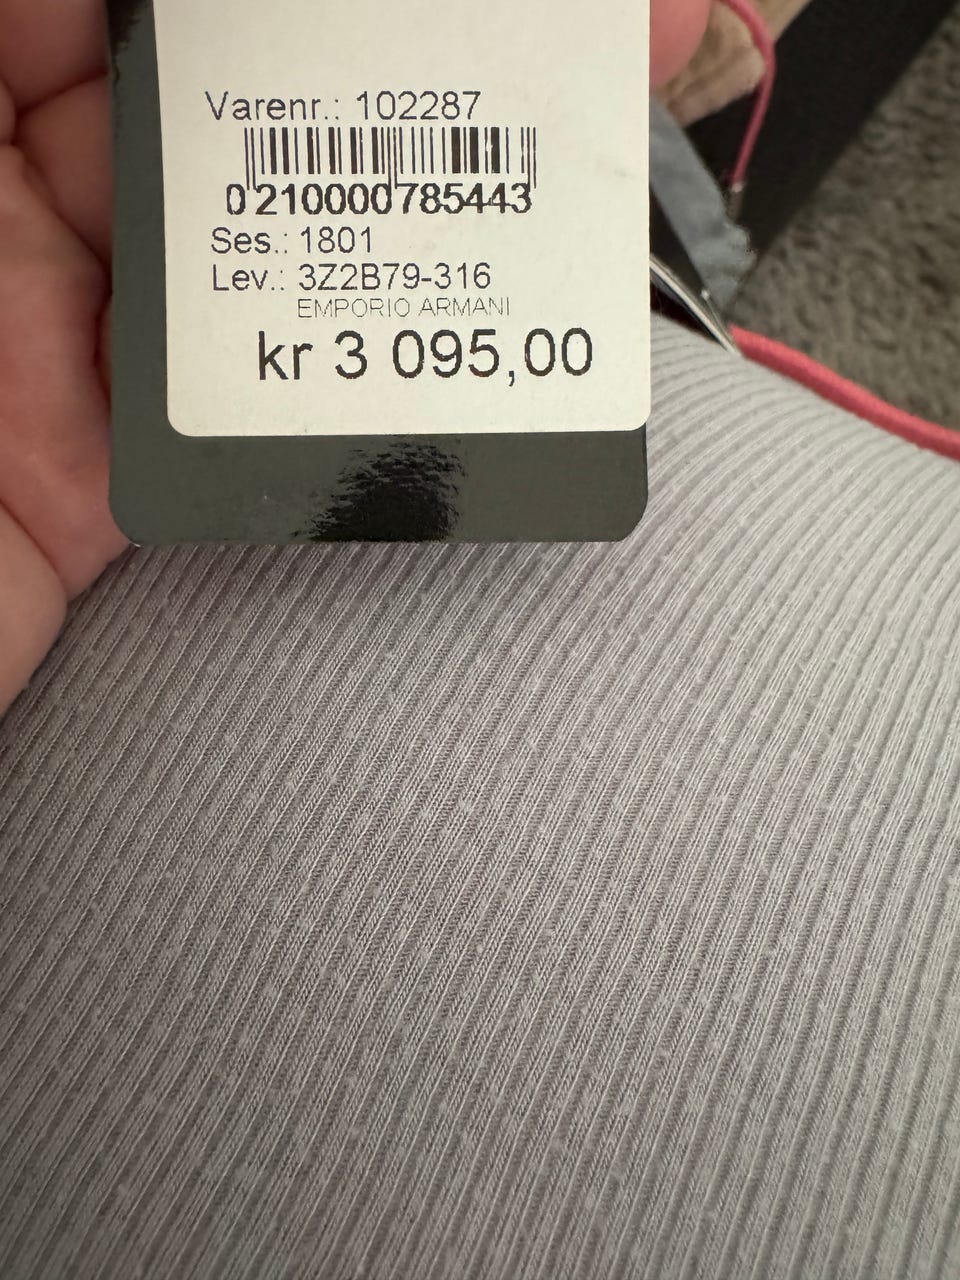 Varenr.: 102287
0 210000 785443
Ses.: 1801
Lev.: 3Z2B79-316
EMPORIO ARMANI
kr 3 095,00